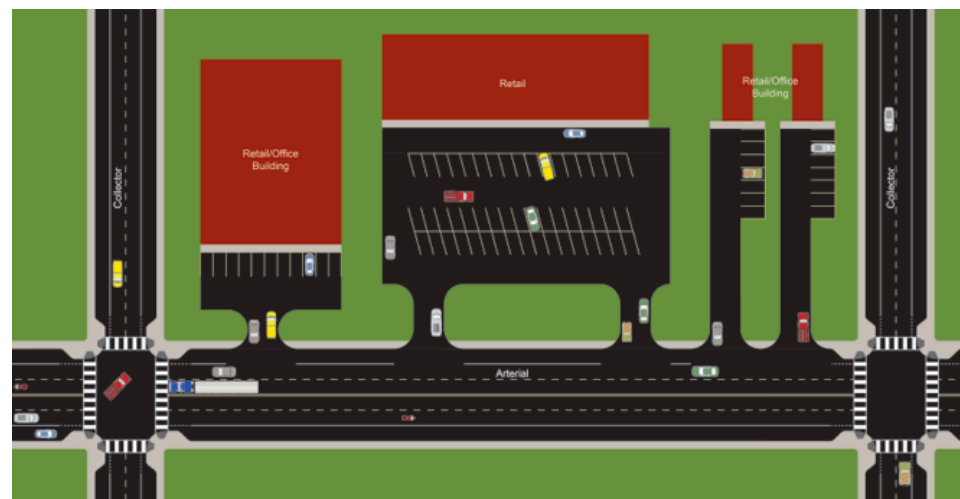 Retail
Retail/Office
Building
Retail/Office
Building
Collector
Collector
Arterial